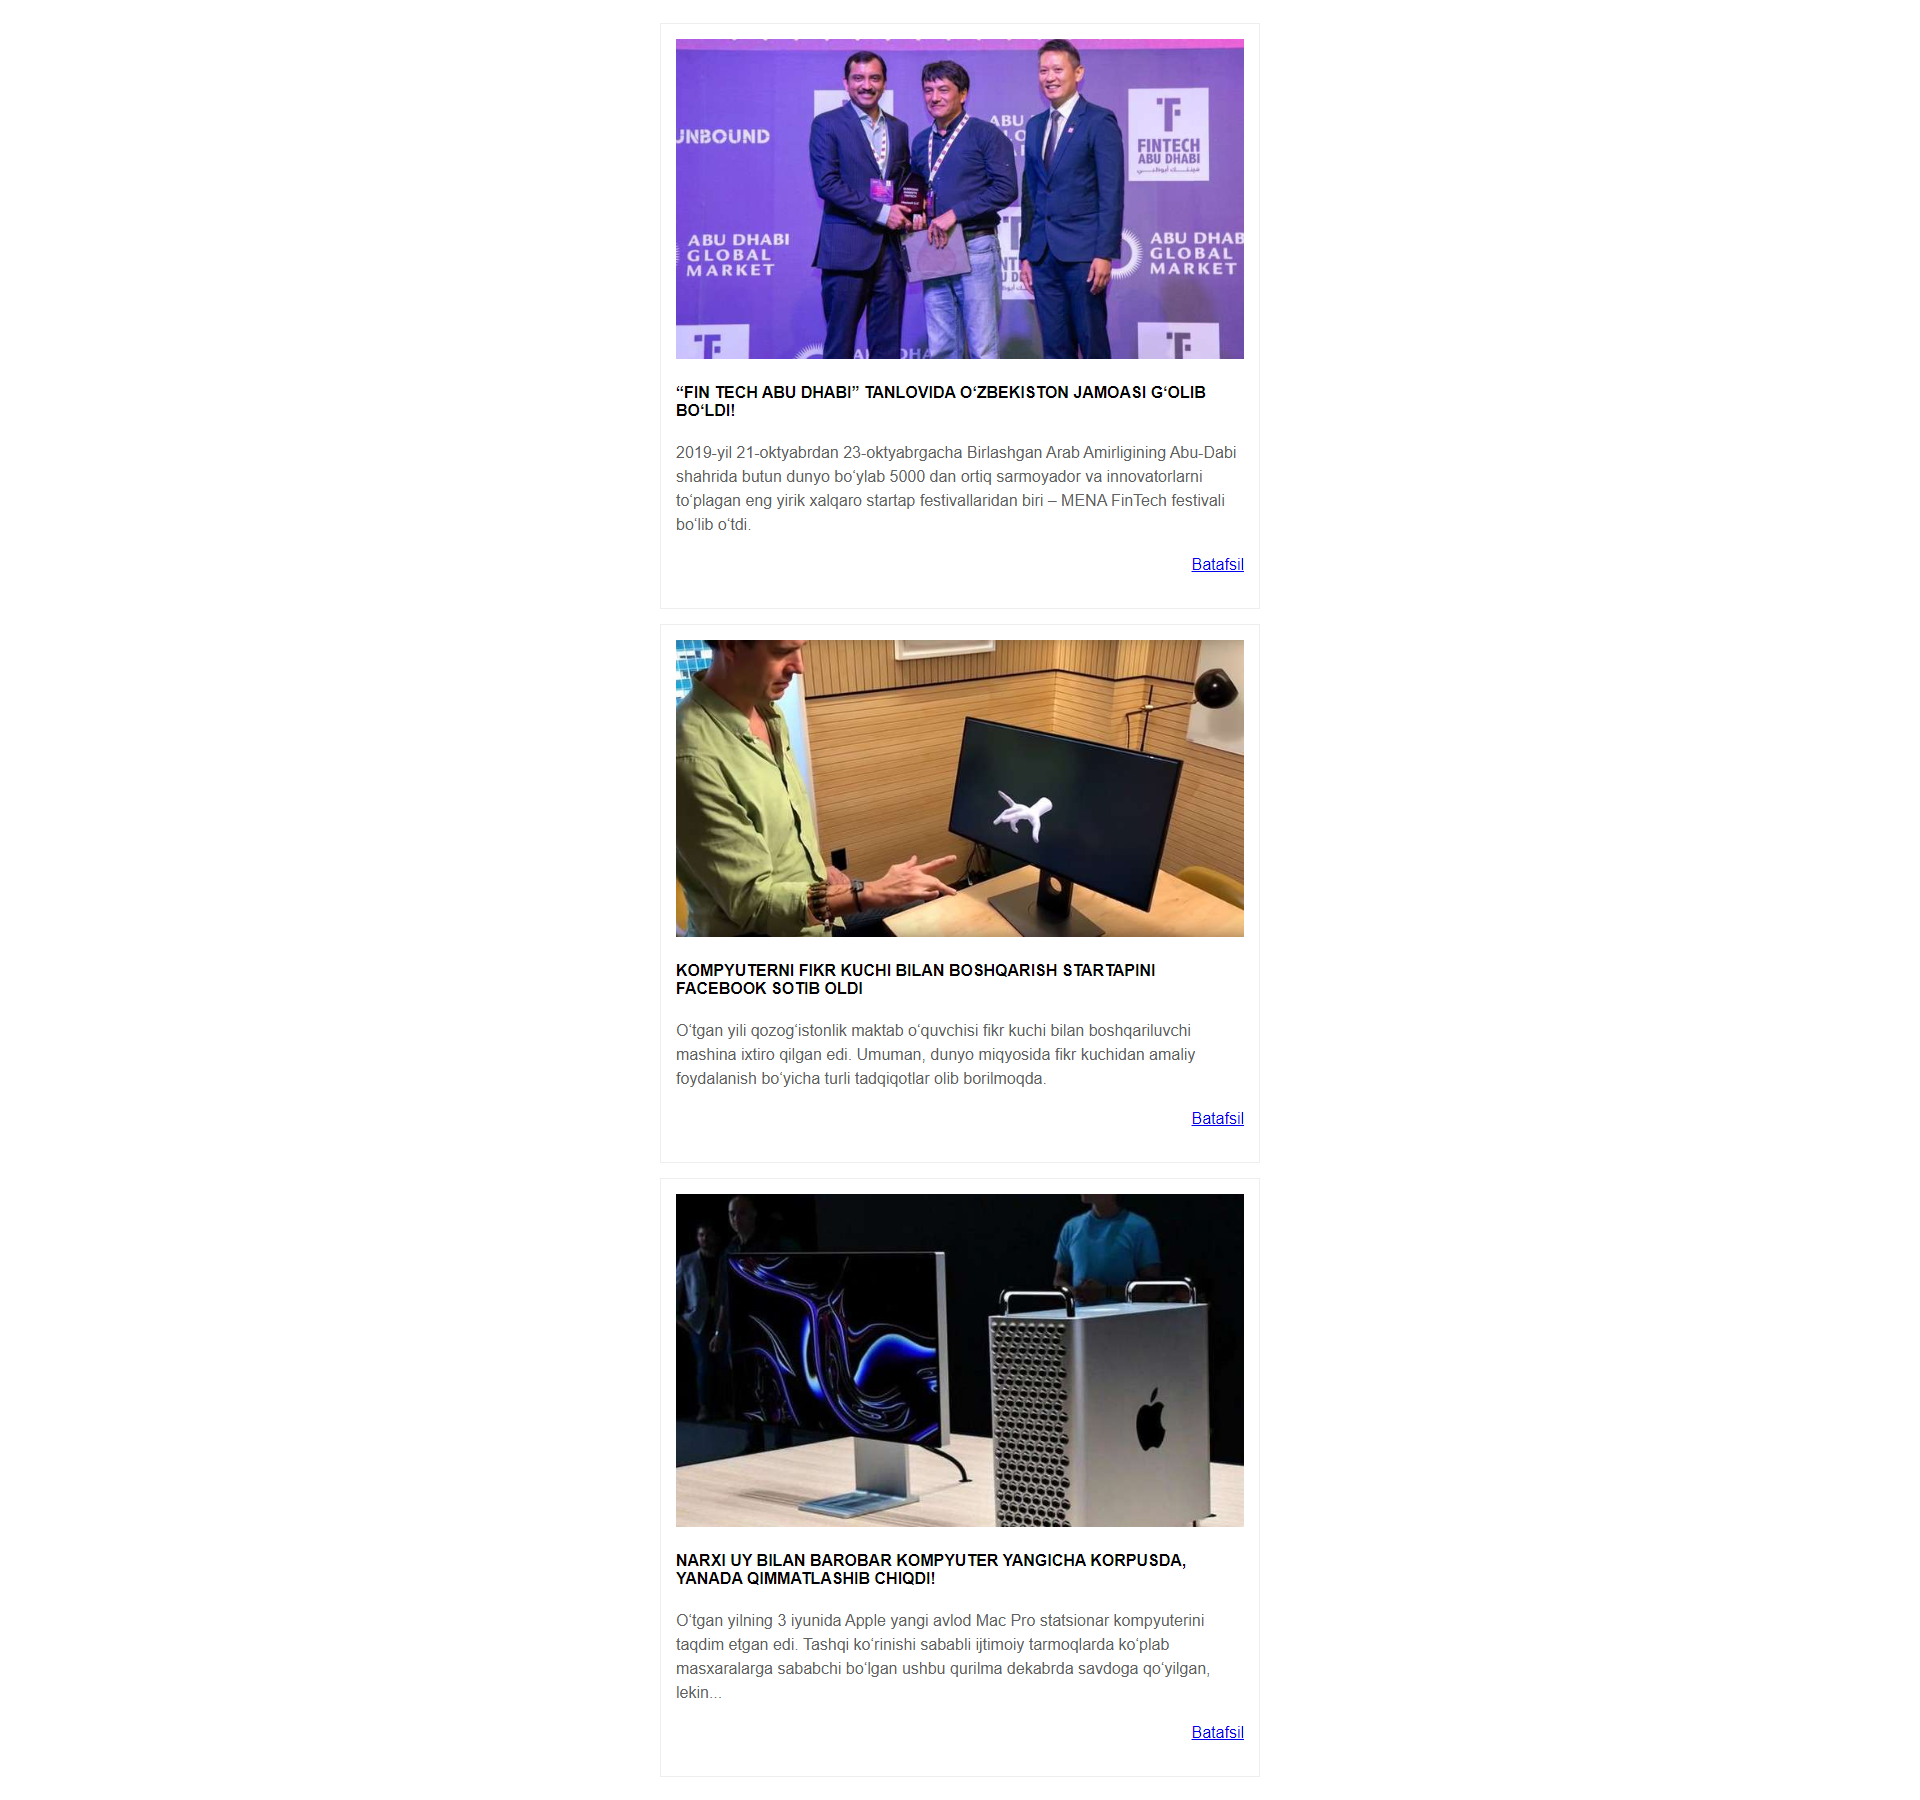 UNBOUND
ABU DHABI
GLOBAL
MARKET
FINTECH
ABU DHABI
فينتك أبوظبي
ABU DHAB
GLOBAL
MARKET
“FIN TECH ABU DHABI” TANLOVIDA O‘ZBEKISTON JAMOASI G‘OLIB
BO‘LDI!
2019-yil 21-oktyabrdan 23-oktyabrgacha Birlashgan Arab Amirligining Abu-Dabi
shahrida butun dunyo bo‘ylab 5000 dan ortiq sarmoyador va innovatorlarni
to‘plagan eng yirik xalqaro startap festivallaridan biri – MENA FinTech festivali
bo‘lib o‘tdi.
Batafsil
KOMPYUTERNI FIKR KUCHI BILAN BOSHQARISH STARTAPINI
FACEBOOK SOTIB OLDI
O‘tgan yili qozog‘istonlik maktab o‘quvchisi fikr kuchi bilan boshqariluvchi
mashina ixtiro qilgan edi. Umuman, dunyo miqyosida fikr kuchidan amaliy
foydalanish bo‘yicha turli tadqiqotlar olib borilmoqda.
Batafsil
NARXI UY BILAN BAROBAR KOMPYUTER YANGICHA KORPUSDA,
YANADA QIMMATLASHIB CHIQDI!
O‘tgan yilning 3 iyunida Apple yangi avlod Mac Pro statsionar kompyuterini
taqdim etgan edi. Tashqi ko‘rinishi sababli ijtimoiy tarmoqlarda ko‘plab
masxaralarga sababchi bo‘lgan ushbu qurilma dekabrda savdoga qo‘yilgan,
lekin...
Batafsil